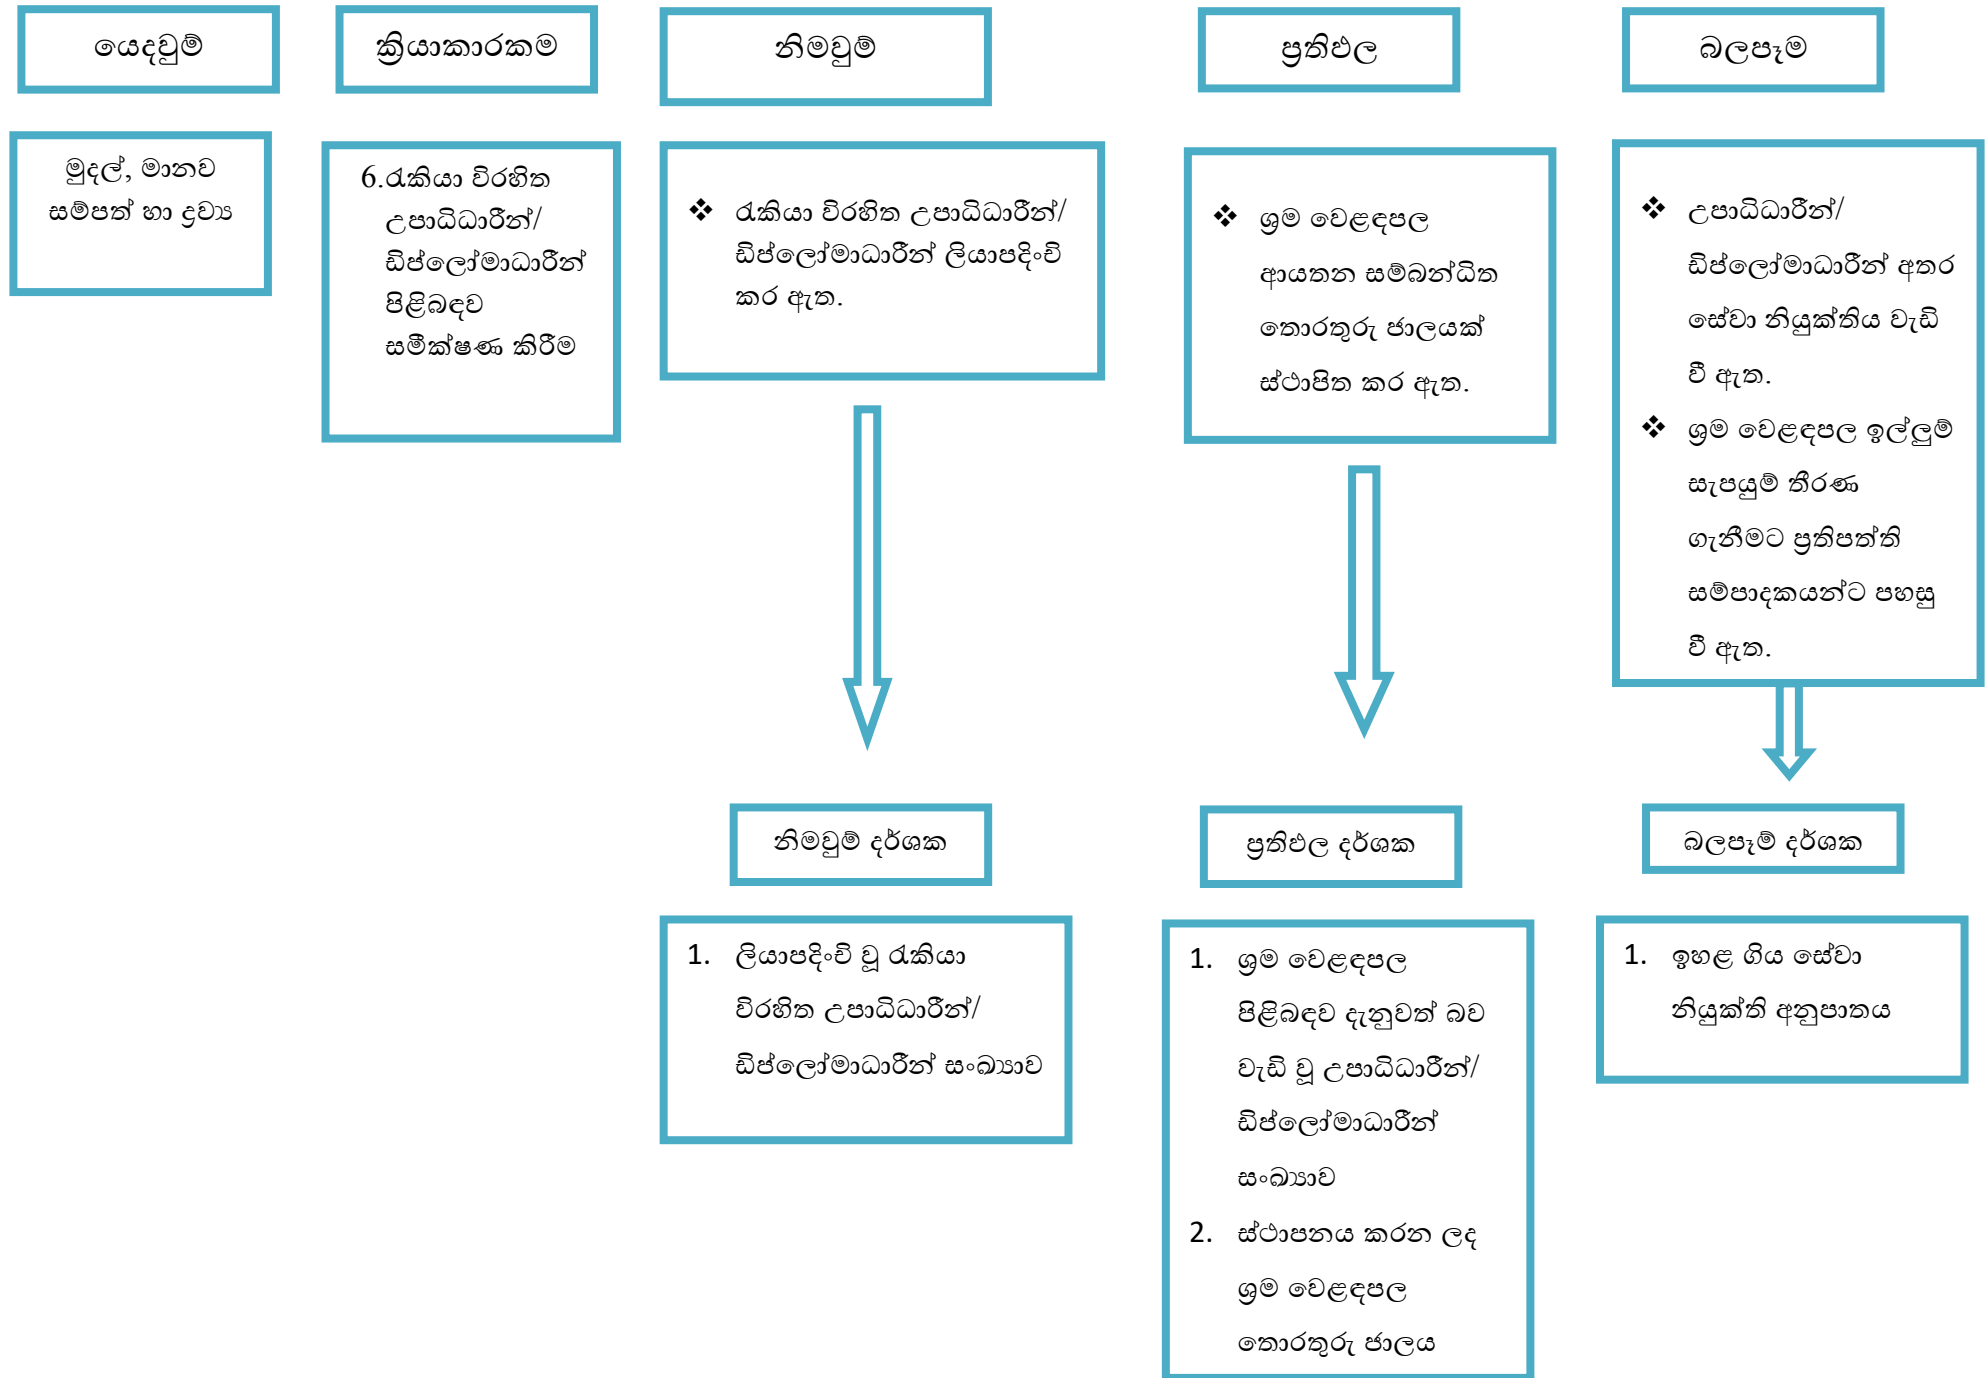 යෙදවුම්
ක්‍රියාකාරකම
නිමවුම්
ප්‍රතිඵල
බලපෑම
මුදල්, මානව
සම්පත් හා ද්‍රව්‍ය
6.රැකියා විරහිත
උපාධිධාරීන්/
ඩිප්ලෝමාධාරීන්
පිළිබඳව
සමීක්ෂණ කිරීම
❖ රැකියා විරහිත උපාධිධාරීන්/
ඩිප්ලෝමාධාරීන් ලියාපදිංචි
කර ඇත.
❖ ශ්‍රම වෙළඳපල
ආයතන සම්බන්ධිත
තොරතුරු ජාලයක්
ස්ථාපිත කර ඇත.
❖ උපාධිධාරීන්/
ඩිප්ලෝමාධාරීන් අතර
සේවා නියුක්තිය වැඩි
වී ඇත.
❖ ශ්‍රම වෙළඳපල ඉල්ලුම්
සැපයුම් තීරණ
ගැනීමට ප්‍රතිපත්ති
සම්පාදකයන්ට පහසු
වී ඇත.
නිමවුම් දර්ශක
ප්‍රතිඵල දර්ශක
බලපෑම් දර්ශක
1. ලියාපදිංචි වූ රැකියා
විරහිත උපාධිධාරීන්/
ඩිප්ලෝමාධාරීන් සංඛ්‍යාව
1. ශ්‍රම වෙළඳපල
පිළිබඳව දැනුවත් බව
වැඩි වූ උපාධිධාරීන්/
ඩිප්ලෝමාධාරීන්
සංඛ්‍යාව
2. ස්ථාපනය කරන ලද
ශ්‍රම වෙළඳපල
තොරතුරු ජාලය
1. ඉහළ ගිය සේවා
නියුක්ති අනුපාතය